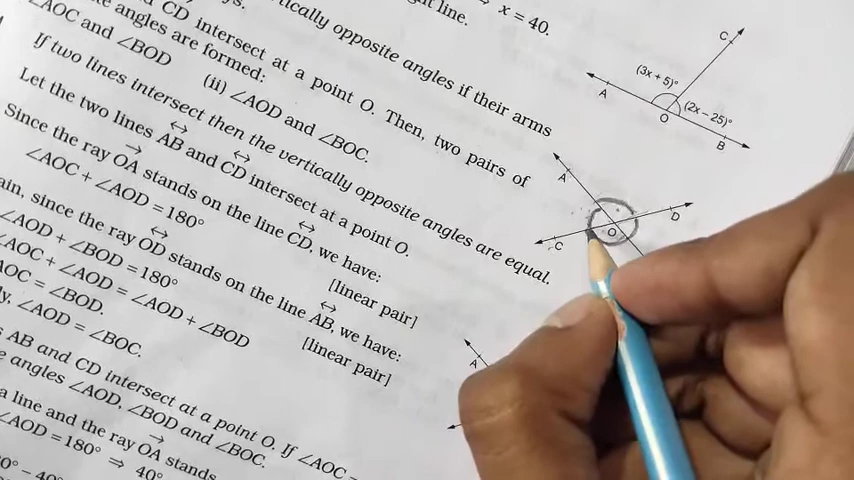 ⇒ x = 40.
ght line.
vertically opposite angles if their arms
CD intersect at a point O. Then, two pairs of
te angles are formed:
∠AOC and ∠BOD (ii) ∠AOD and ∠BOC.
If two lines intersect then the vertically opposite angles are equal.
Let the two lines AB and CD intersect at a point O.
Since the ray OA stands on the line CD, we have:
∠AOC + ∠AOD = 180° [linear pair]
ain, since the ray OD stands on the line AB, we have:
∠AOD + ∠BOD = 180° [linear pair]
∠AOC + ∠AOD = ∠AOD + ∠BOD
AOC = ∠BOD.
ly, ∠AOD = ∠BOC.
s AB and CD intersect at a point O. If ∠AOC =
e angles ∠AOD, ∠BOD and ∠BOC.
a line and the ray OA stands
∠AOD = 180° ⇒ 40°
0° – 40°
C
(3x + 5)°
A
(2x – 25)°
O
B
A
D
O
C
A